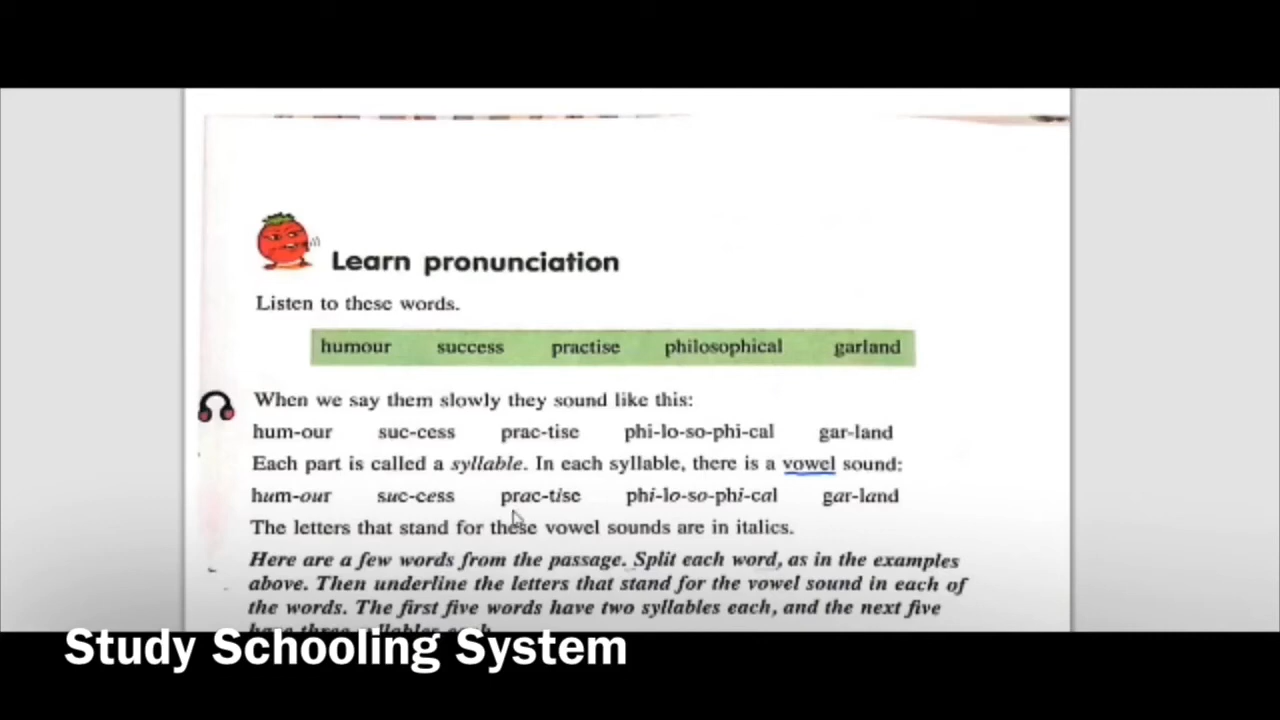 Learn pronunciation
Listen to these words.
humour success practise philosophical garland
When we say them slowly they sound like this:
hum-our suc-cess prac-tise phi-lo-so-phi-cal gar-land
Each part is called a syllable. In each syllable, there is a vowel sound:
hum-our suc-cess prac-tise phi-lo-so-phi-cal gar-land
The letters that stand for these vowel sounds are in italics.
Here are a few words from the passage. Split each word, as in the examples
above. Then underline the letters that stand for the vowel sound in each of
the words. The first five words have two syllables each, and the next five
have three syllables each.
Study Schooling System